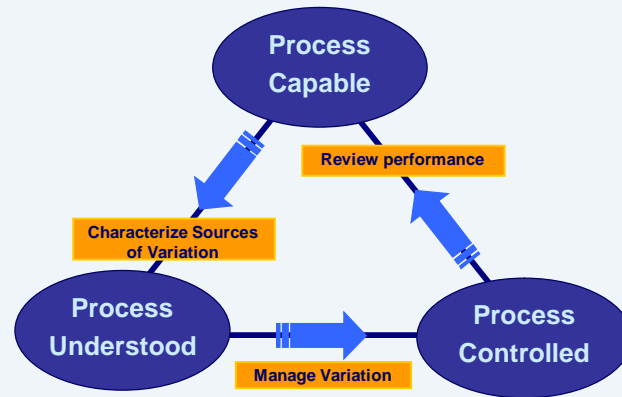 Process
Capable
Review performance
Characterize Sources
of Variation
Process
Understood
Process
Controlled
Manage Variation